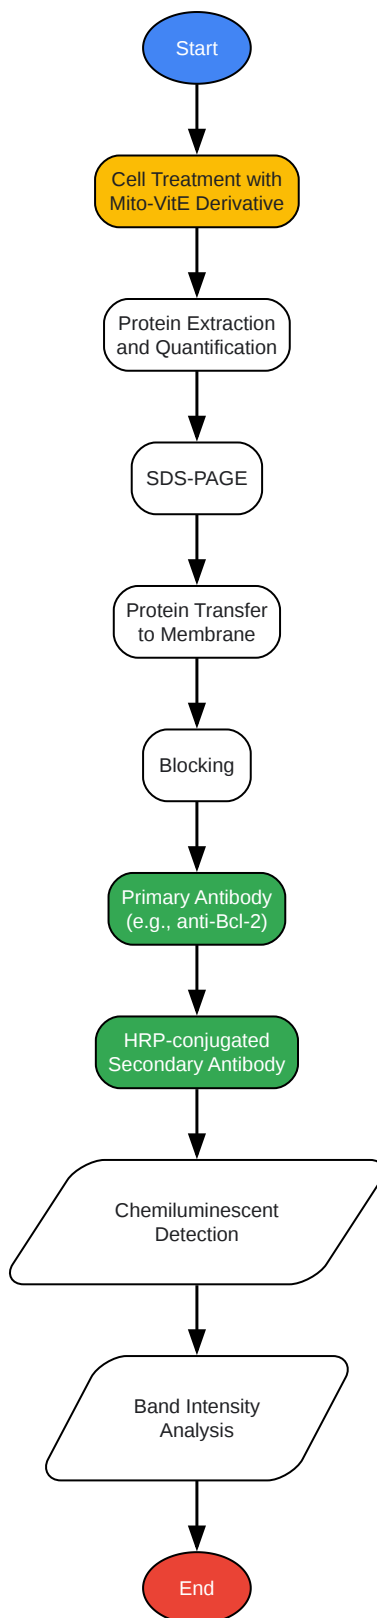 Start
Cell Treatment with
Mito-VitE Derivative
Protein Extraction
and Quantification
SDS-PAGE
Protein Transfer
to Membrane
Blocking
Primary Antibody
(e.g., anti-Bcl-2)
HRP-conjugated
Secondary Antibody
Chemiluminescent
Detection
Band Intensity
Analysis
End